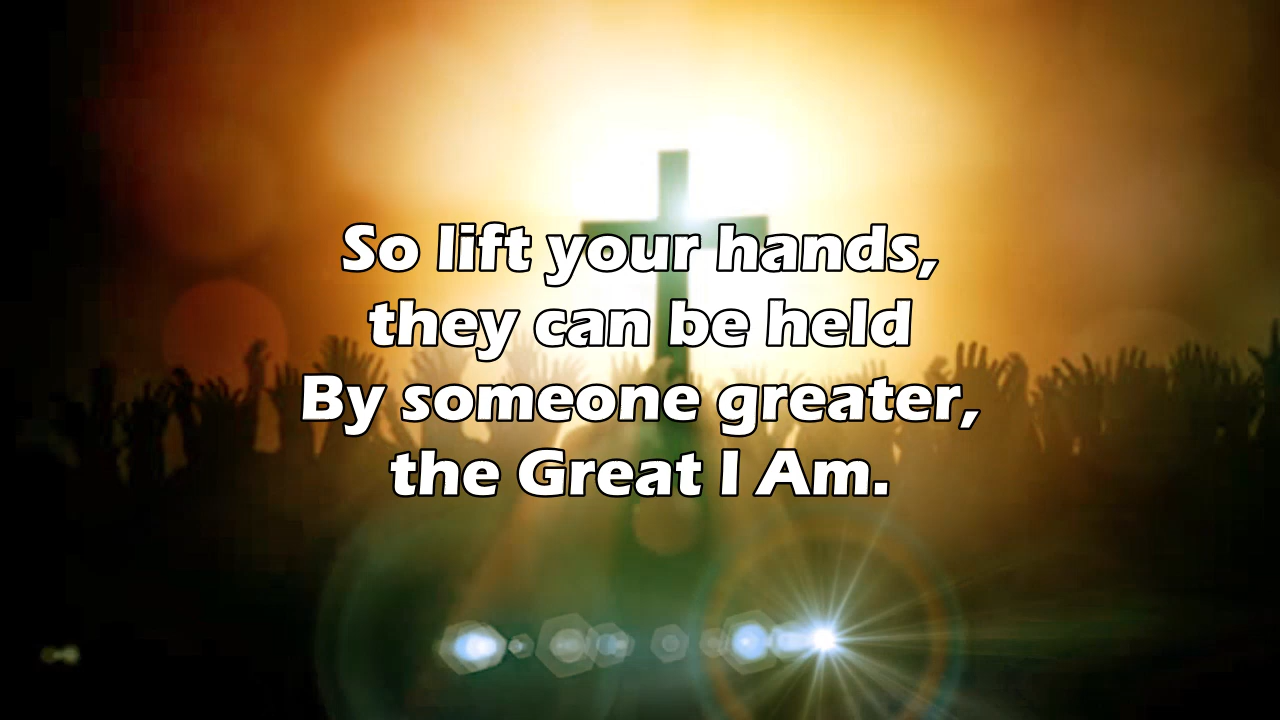 So lift your hands,
they can be held
By someone greater,
the Great I Am.